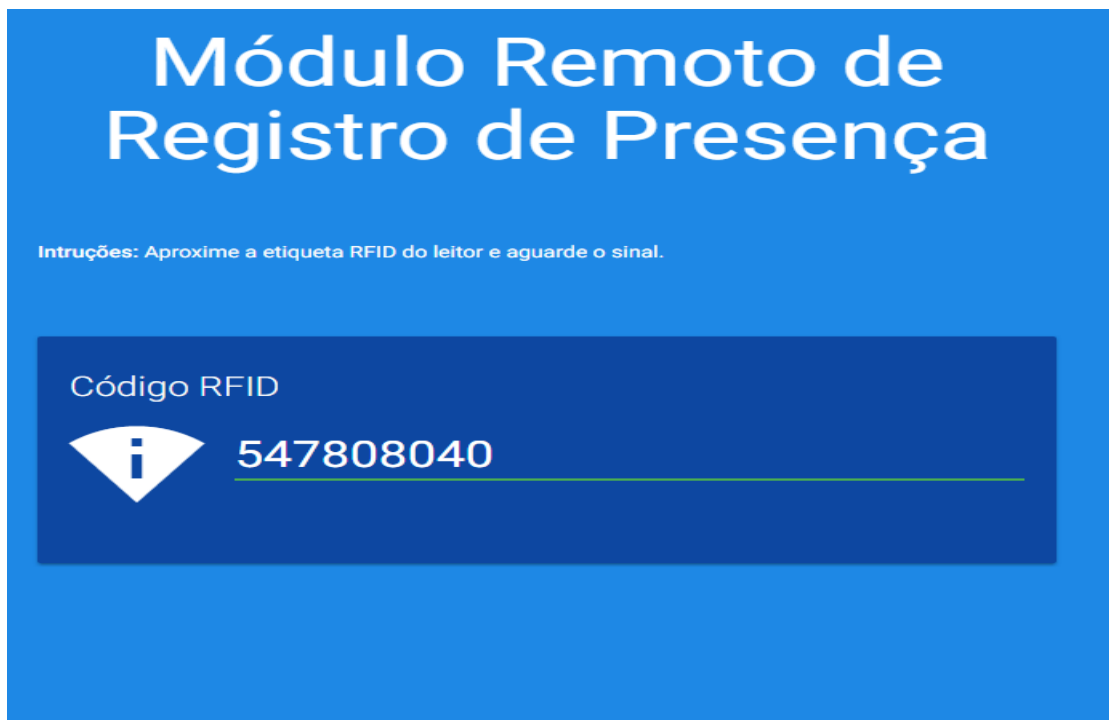 Módulo Remoto de
Registro de Presença
Intruções: Aproxime a etiqueta RFID do leitor e aguarde o sinal.
Código RFID
547808040